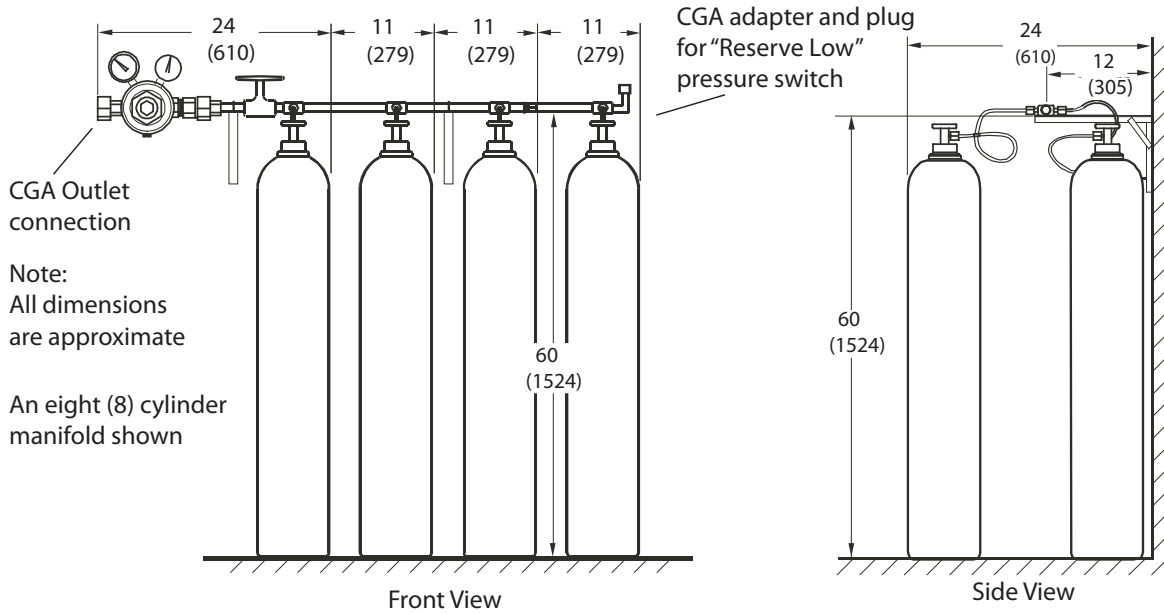 24
(610)
11
(279)
11
(279)
11
(279)
CGA adapter and plug
for “Reserve Low”
pressure switch
24
(610)
12
(305)
CGA Outlet
connection
Note:
All dimensions
are approximate
An eight (8) cylinder
manifold shown
60
(1524)
60
(1524)
Front View
Side View